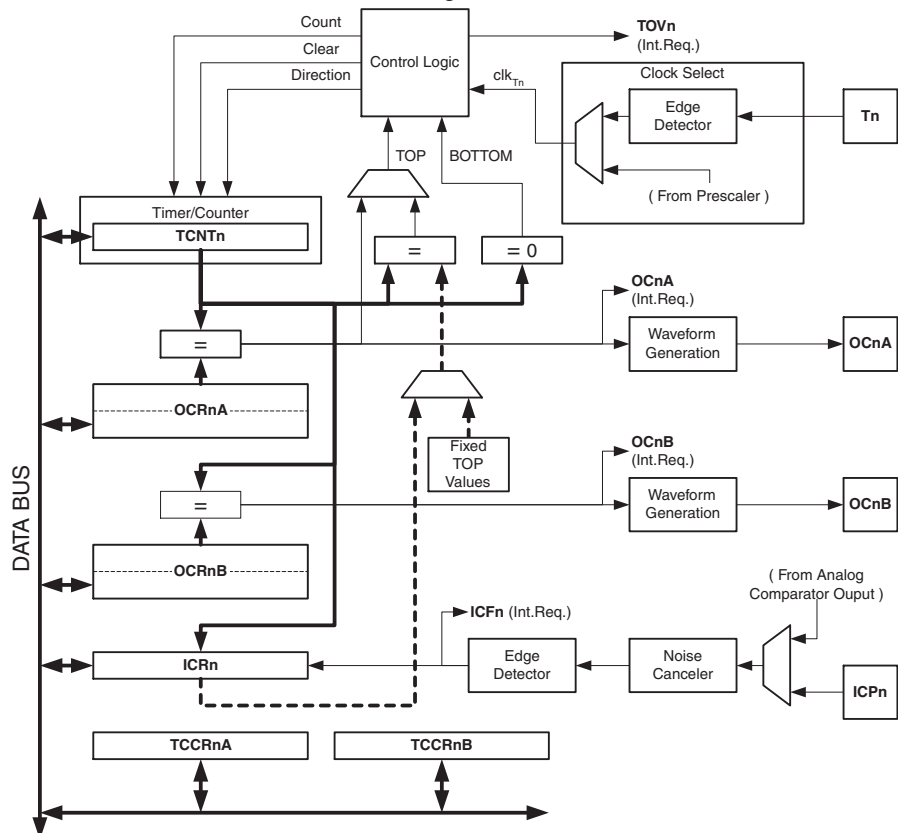 Count
Clear
Direction
Control Logic
TOVn
(Int.Req.)
clkTn
Clock Select
Edge
Detector
Tn
( From Prescaler )
TOP
BOTTOM
Timer/Counter
TCNTn
=
= 0
OCnA
(Int.Req.)
=
Waveform
Generation
OCnA
OCRnA
Fixed
TOP
Values
OCnB
(Int.Req.)
=
Waveform
Generation
OCnB
DATA BUS
OCRnB
( From Analog
Comparator Ouput )
ICFn (Int.Req.)
ICRn
Edge
Detector
Noise
Canceler
ICPn
TCCRnA
TCCRnB